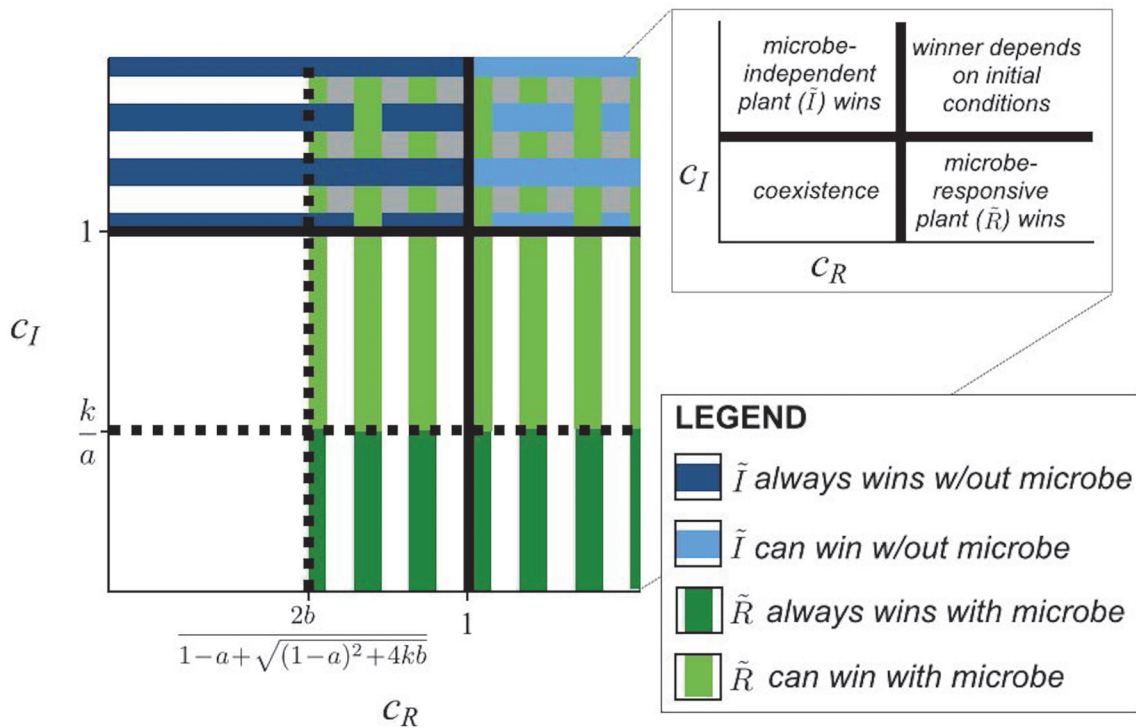 microbe-
independent
plant (Ĩ) wins
winner depends
on initial
conditions
coexistence
microbe-
responsive
plant (R̃) wins
c_I
c_R
1
c_I
k
a
2b
1−a+√(1−a)²+4kb
1
c_R
LEGEND
Ĩ always wins w/out microbe
Ĩ can win w/out microbe
R̃ always wins with microbe
R̃ can win with microbe